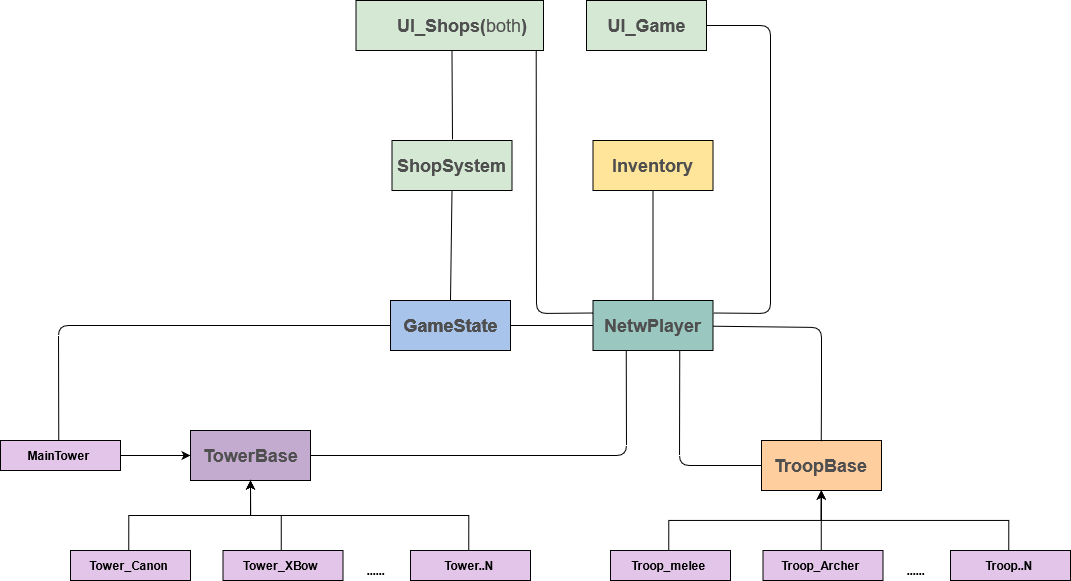 UI_Shops(both)
UI_Game
ShopSystem
Inventory
GameState
NetwPlayer
MainTower
TowerBase
TroopBase
Tower_Canon
Tower_XBow
......
Tower..N
Troop_melee
Troop_Archer
......
Troop..N